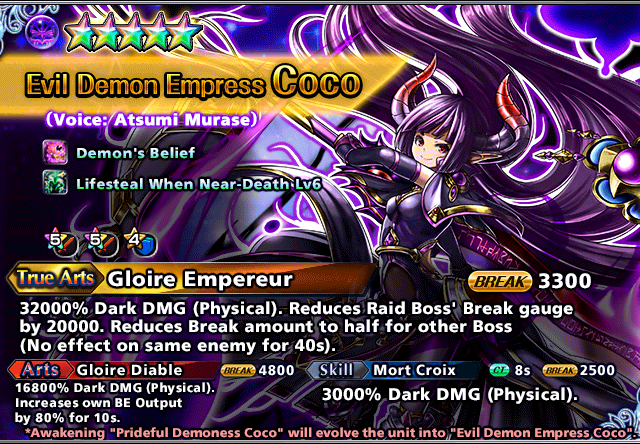 Evil Demon Empress Coco
(Voice: Atsumi Murase)
Demon's Belief
Lifesteal When Near-Death Lv6
5 5 4
True Arts Gloire Empereur BREAK 3300
32000% Dark DMG (Physical). Reduces Raid Boss' Break gauge
by 20000. Reduces Break amount to half for other Boss
(No effect on same enemy for 40s).
Arts Gloire Diable BREAK 4800
16800% Dark DMG (Physical).
Increases own BE Output
by 80% for 10s.
Skill Mort Croix CT 8s BREAK 2500
3000% Dark DMG (Physical).
*Awakening "Prideful Demoness Coco" will evolve the unit into "Evil Demon Empress Coco".